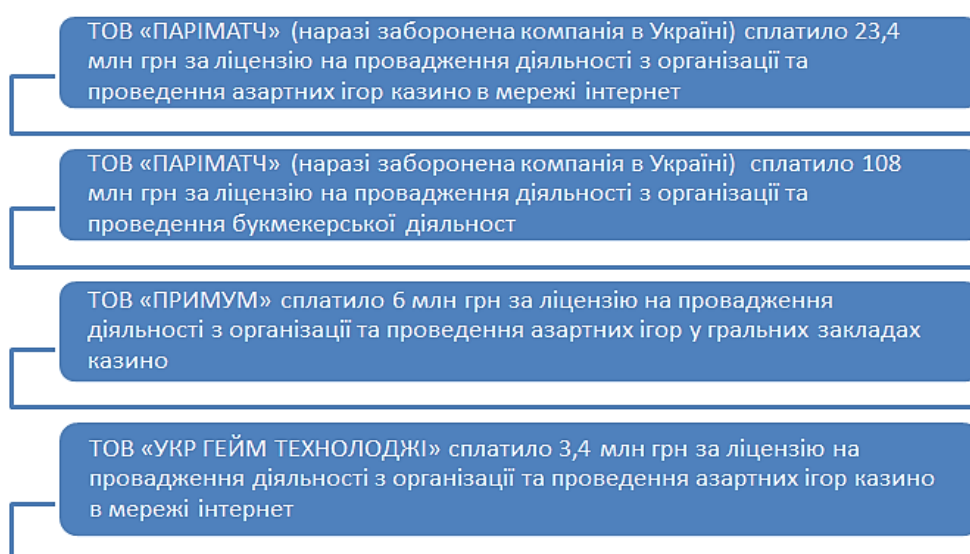 ТОВ «ПАРІМАТЧ» (наразі заборонена компанія в Україні) сплатило 23,4
млн грн за ліцензію на провадження діяльності з організації та
проведення азартних ігор казино в мережі інтернет
ТОВ «ПАРІМАТЧ» (наразі заборонена компанія в Україні) сплатило 108
млн грн за ліцензію на провадження діяльності з організації та
проведення букмекерської діяльност
ТОВ «ПРИМУМ» сплатило 6 млн грн за ліцензію на провадження
діяльності з організації та проведення азартних ігор у гральних закладах
казино
ТОВ «УКР ГЕЙМ ТЕХНОЛОДЖІ» сплатило 3,4 млн грн за ліцензію на
провадження діяльності з організації та проведення азартних ігор казино
в мережі інтернет